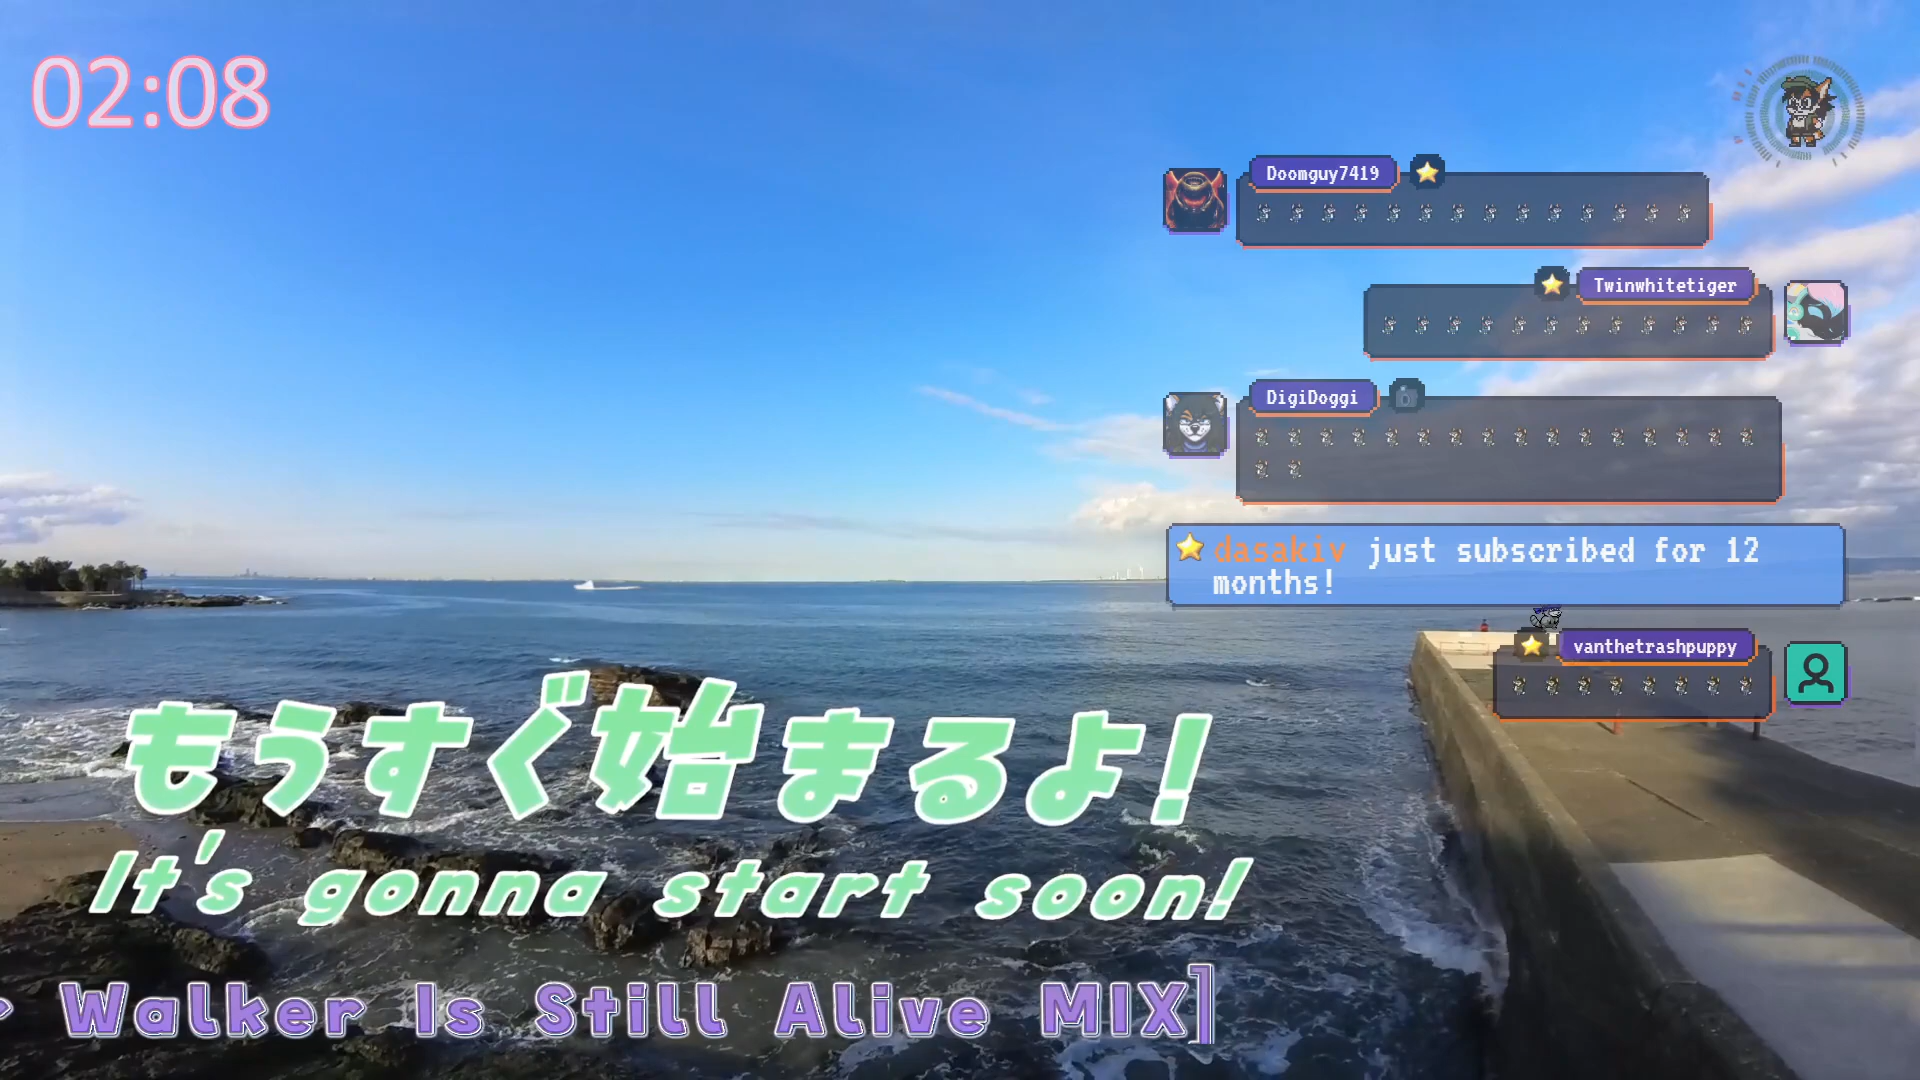 02:08
Doomguy7419
Twinwhitetiger
DigiDoggi
dasakiv just subscribed for 12
months!
vanthetrashpuppy
もうすぐ始まるよ!
It's gonna start soon!
Walker Is Still Alive MIX]